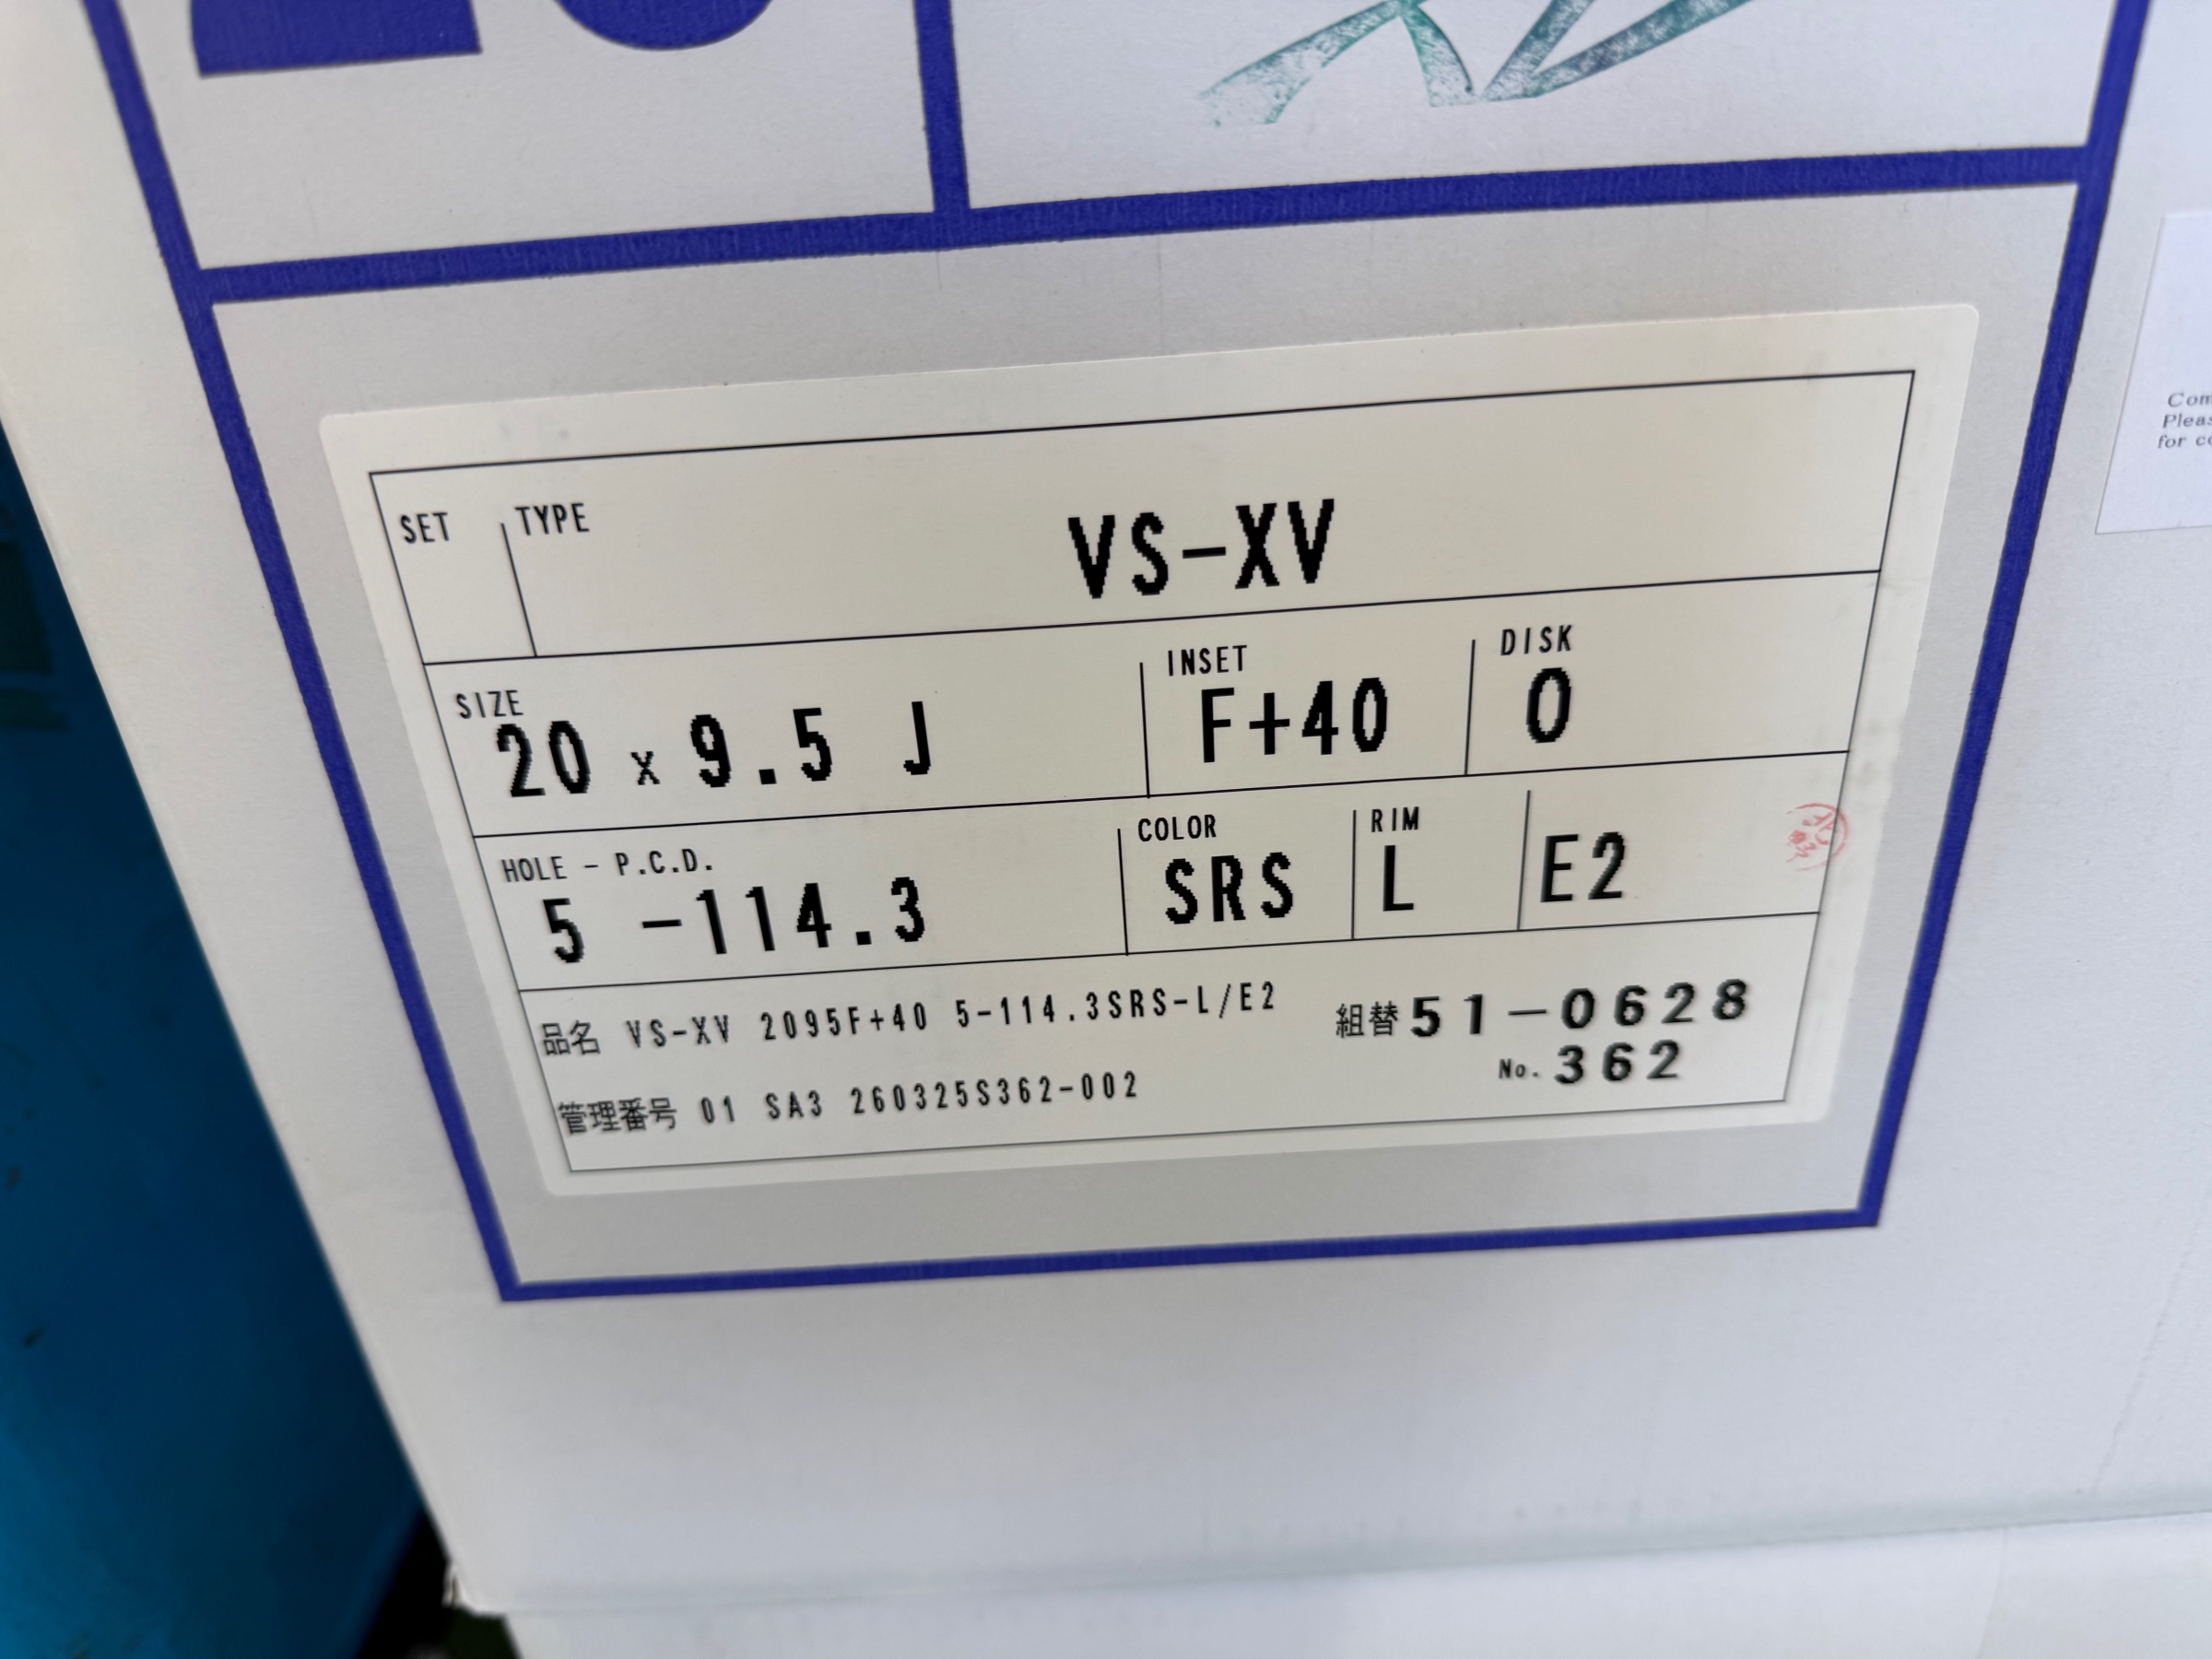 SET TYPE VS-XV
SIZE 20 x 9.5 J INSET F+40 DISK O
HOLE - P.C.D. 5 -114.3 COLOR SRS RIM L E2
品名 VS-XV 2095F+40 5-114.3SRS-L/E2 組替 51-0628
No. 362
管理番号 01 SA3 260325S362-002
for